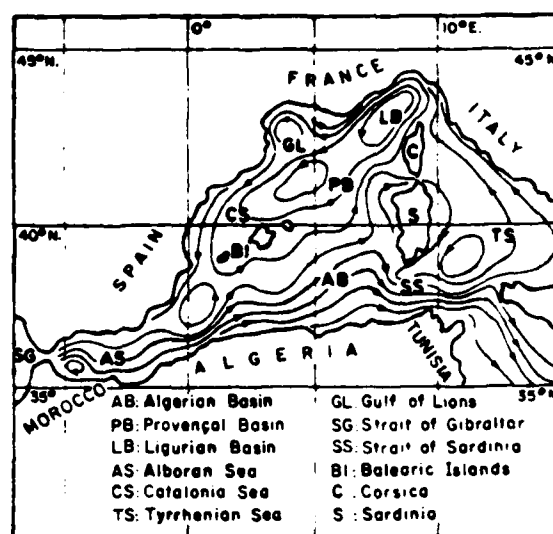 0° 10°E.
45°N. 45°
FRANCE
ITALY
LB
GL
C
PB
CS
40°N.
S
TS
BI
SPAIN
AB
SS
SG
AS
ALGERIA
TUNISIA
MOROCCO
35° 35°
AB: Algerian Basin GL: Gulf of Lions
PB: Provençal Basin SG: Strait of Gibraltar
LB: Ligurian Basin SS: Strait of Sardinia
AS: Alboran Sea BI: Balearic Islands
CS: Catalonia Sea C: Corsica
TS: Tyrrhenian Sea S: Sardinia